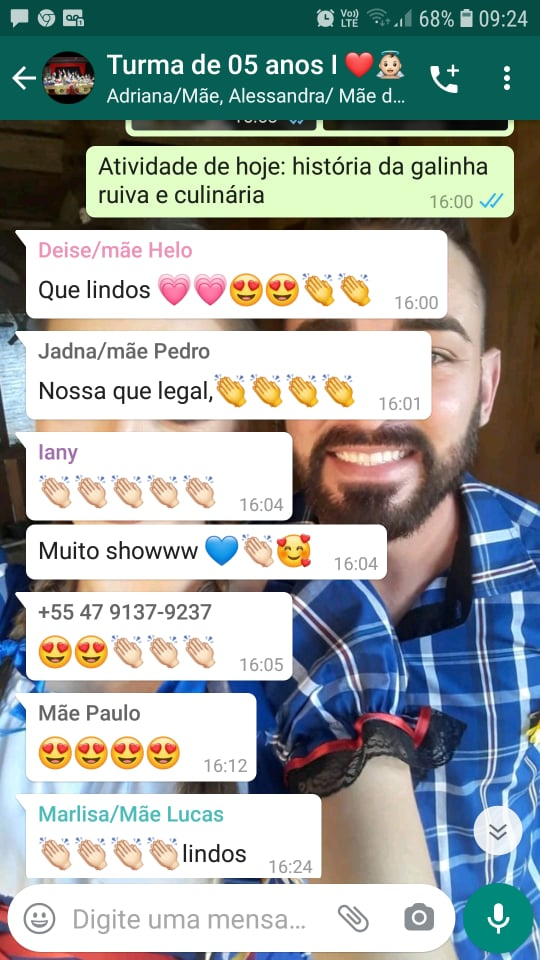 68% 09:24
Turma de 05 anos I ❤️👼🏻
Adriana/Mãe, Alessandra/ Mãe d...
Atividade de hoje: história da galinha
ruiva e culinária
16:00
Deise/mãe Helo
Que lindos 💗💗😍😍👏👏 16:00
Jadna/mãe Pedro
Nossa que legal,👏👏👏👏 16:01
Iany
👏🏻👏🏻👏🏻👏🏻👏🏻 16:04
Muito showww 💙👏🏻🥰 16:04
+55 47 9137-9237
😍😍👏🏻👏🏻👏🏻 16:05
Mãe Paulo
😍😍😍😍 16:12
Marlisa/Mãe Lucas
👏🏻👏🏻👏🏻👏🏻lindos 16:24
Digite uma mensa...